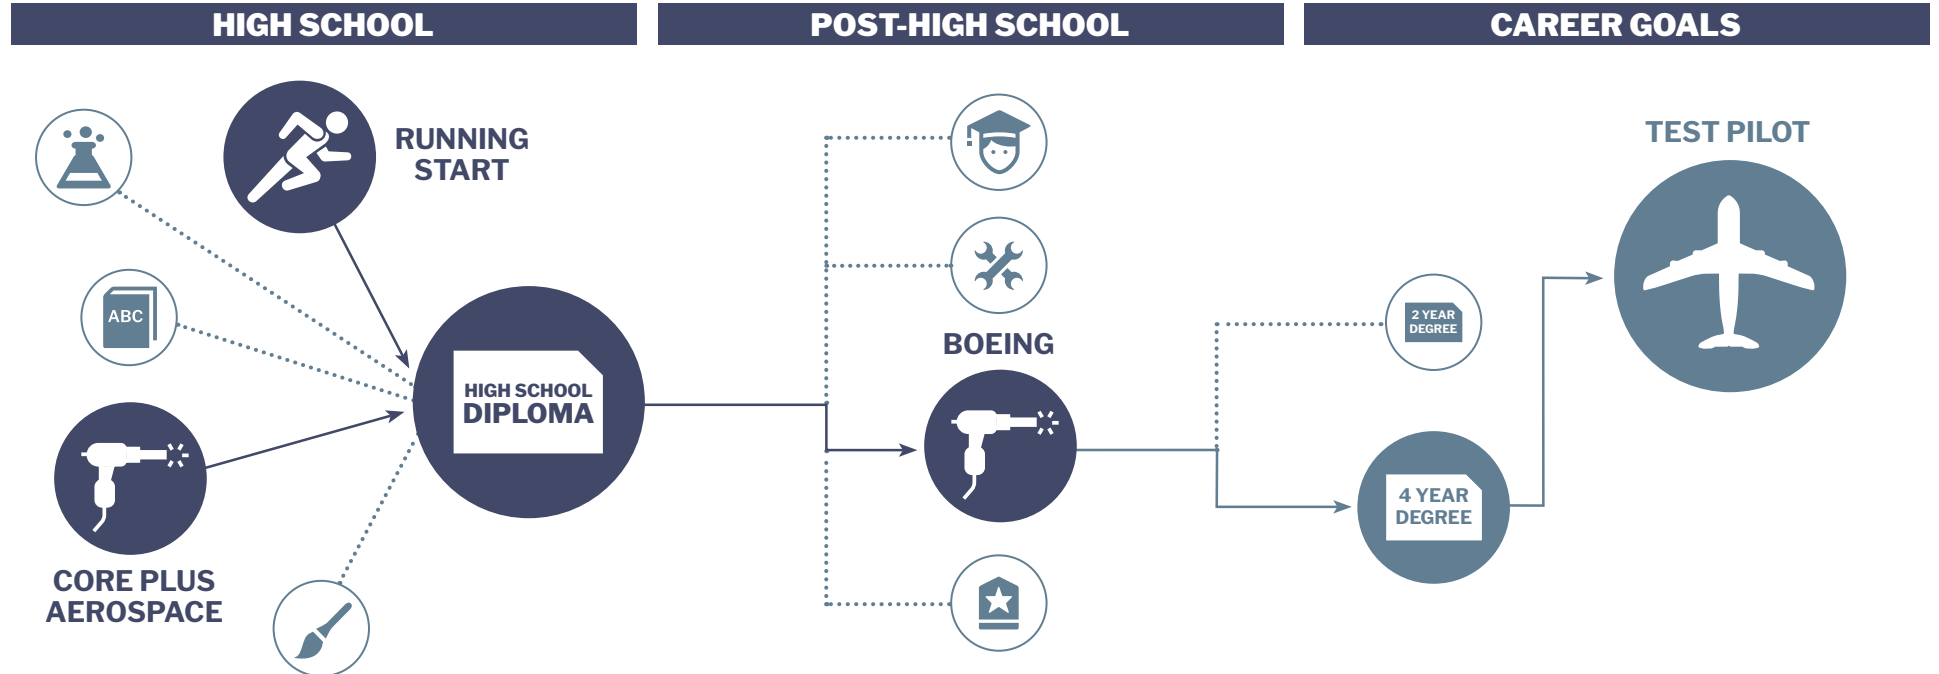 HIGH SCHOOL
POST-HIGH SCHOOL
CAREER GOALS
RUNNING
START
ABC
HIGH SCHOOL
DIPLOMA
CORE PLUS
AEROSPACE
BOEING
2 YEAR
DEGREE
4 YEAR
DEGREE
TEST PILOT